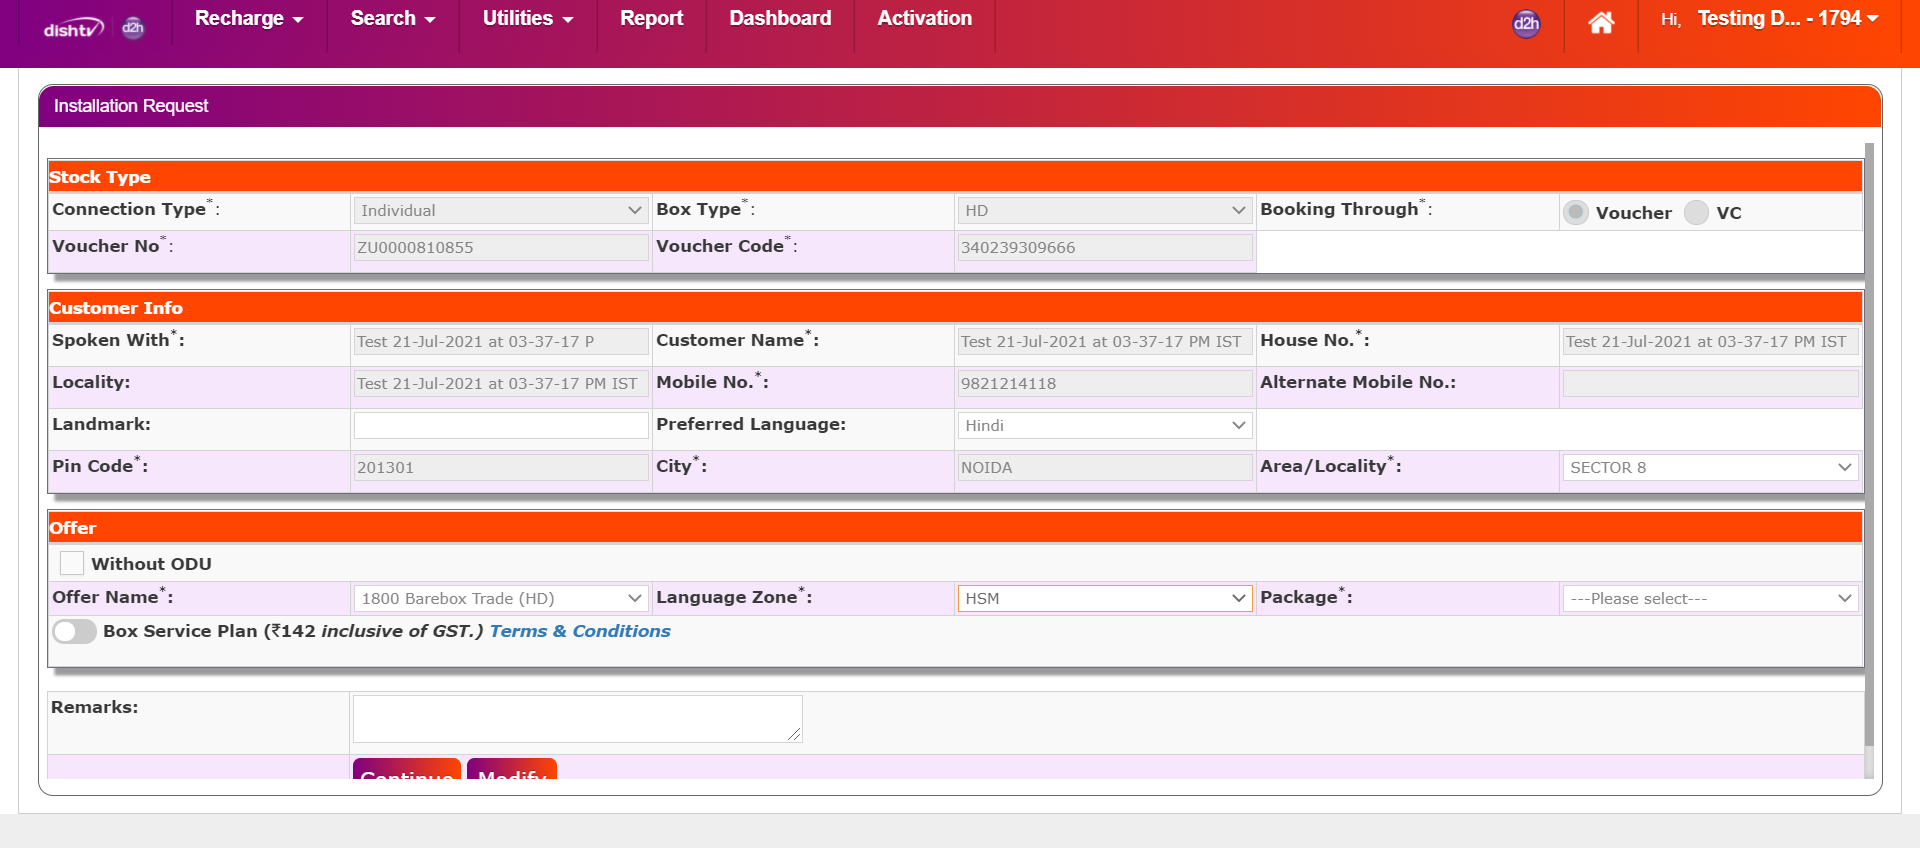 dishtv d2h Recharge Search Utilities Report Dashboard Activation d2h Hi, Testing D... - 1794
Installation Request
Stock Type
Connection Type*: Individual Box Type*: HD Booking Through*: Voucher VC
Voucher No*: ZU0000810855 Voucher Code*: 340239309666
Customer Info
Spoken With*: Test 21-Jul-2021 at 03-37-17 P Customer Name*: Test 21-Jul-2021 at 03-37-17 PM IST House No.*: Test 21-Jul-2021 at 03-37-17 PM IST
Locality: Test 21-Jul-2021 at 03-37-17 PM IST Mobile No.*: 9821214118 Alternate Mobile No.:
Landmark: Preferred Language: Hindi
Pin Code*: 201301 City*: NOIDA Area/Locality*: SECTOR 8
Offer
Without ODU
Offer Name*: 1800 Barebox Trade (HD) Language Zone*: HSM Package*: ---Please select---
Box Service Plan (₹142 inclusive of GST.) Terms & Conditions
Remarks:
Continue Modify